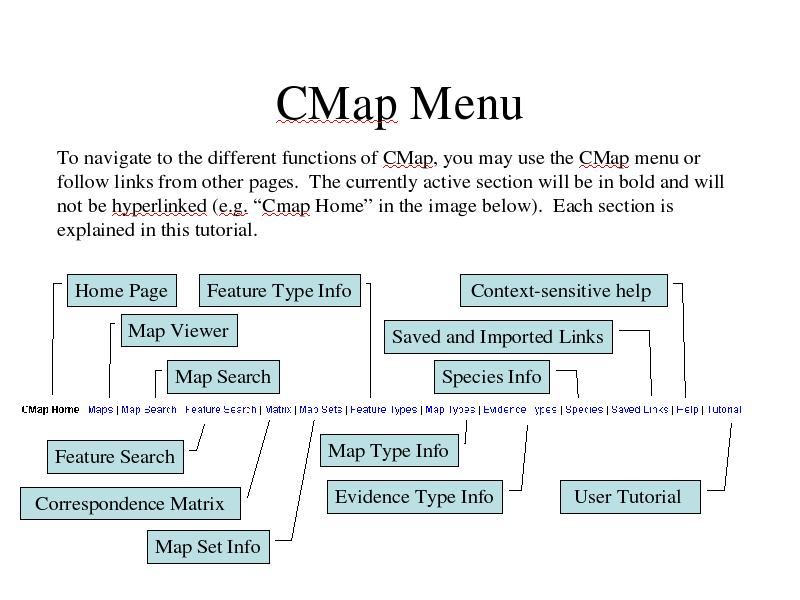 CMap Menu
To navigate to the different functions of CMap, you may use the CMap menu or
follow links from other pages.  The currently active section will be in bold and will
not be hyperlinked (e.g. “Cmap Home” in the image below).  Each section is
explained in this tutorial.
Home Page
Feature Type Info
Context-sensitive help
Map Viewer
Saved and Imported Links
Map Search
Species Info
CMap Home Maps | Map Search Feature Search | Matrix | Map Sets | Feature Types | Map Types | Evidence Types | Species | Saved Links | Help | Tutorial
Feature Search
Map Type Info
Correspondence Matrix
Evidence Type Info
User Tutorial
Map Set Info